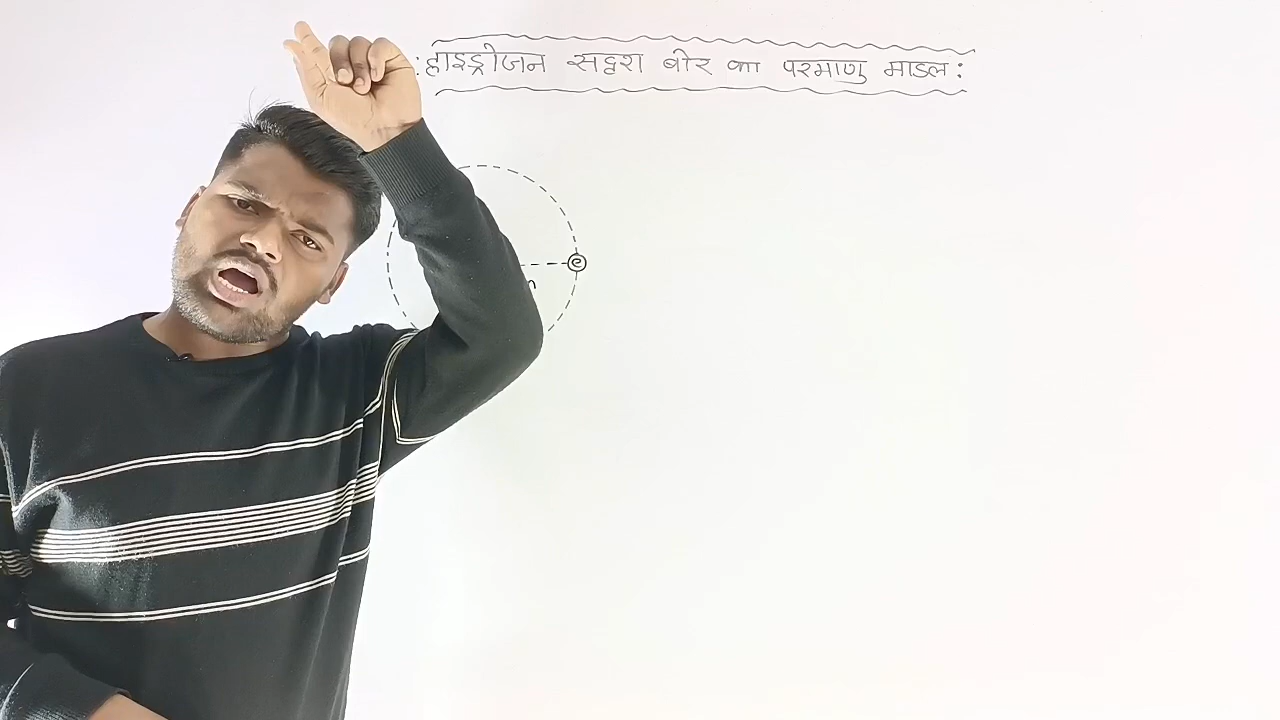 : हाइड्रोजन सदृश बोर का परमाणु माडल :
e